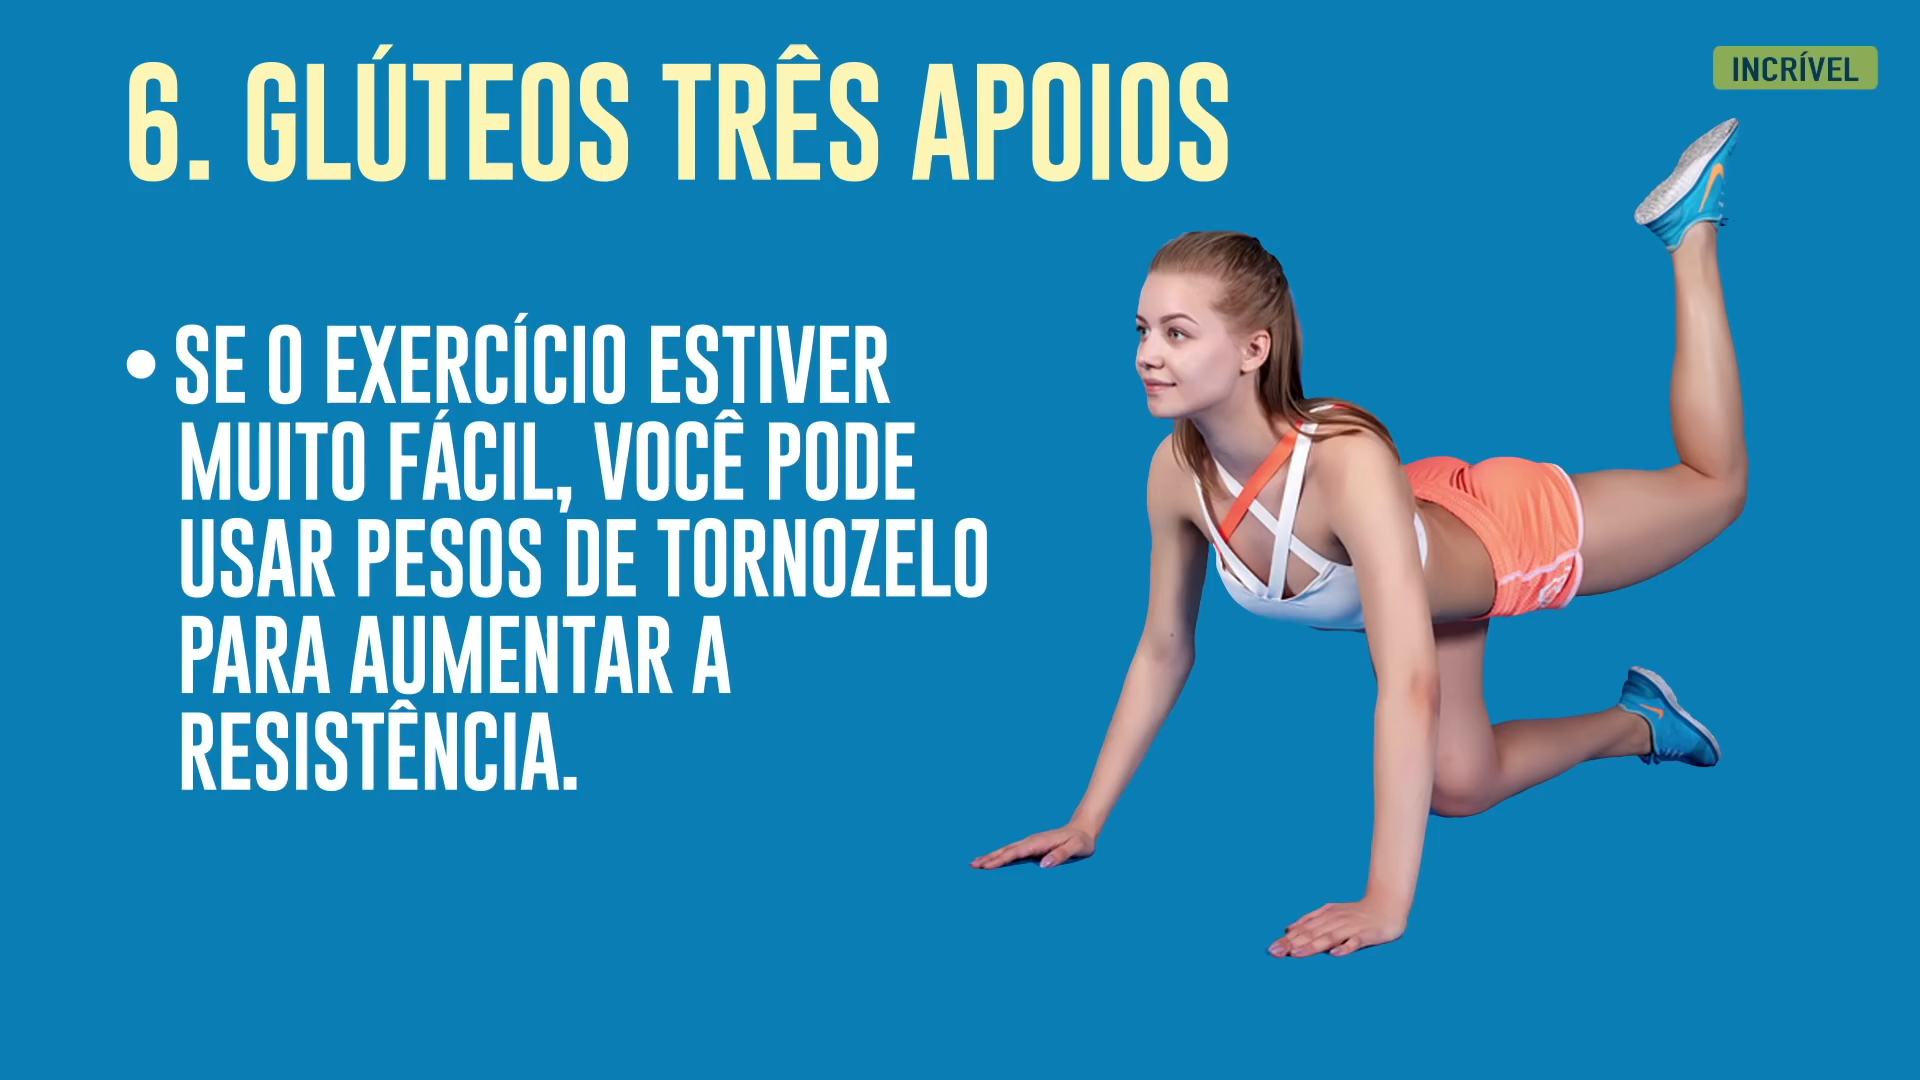 6. GLÚTEOS TRÊS APOIOS
INCRÍVEL
• SE O EXERCÍCIO ESTIVER
MUITO FÁCIL, VOCÊ PODE
USAR PESOS DE TORNOZELO
PARA AUMENTAR A
RESISTÊNCIA.